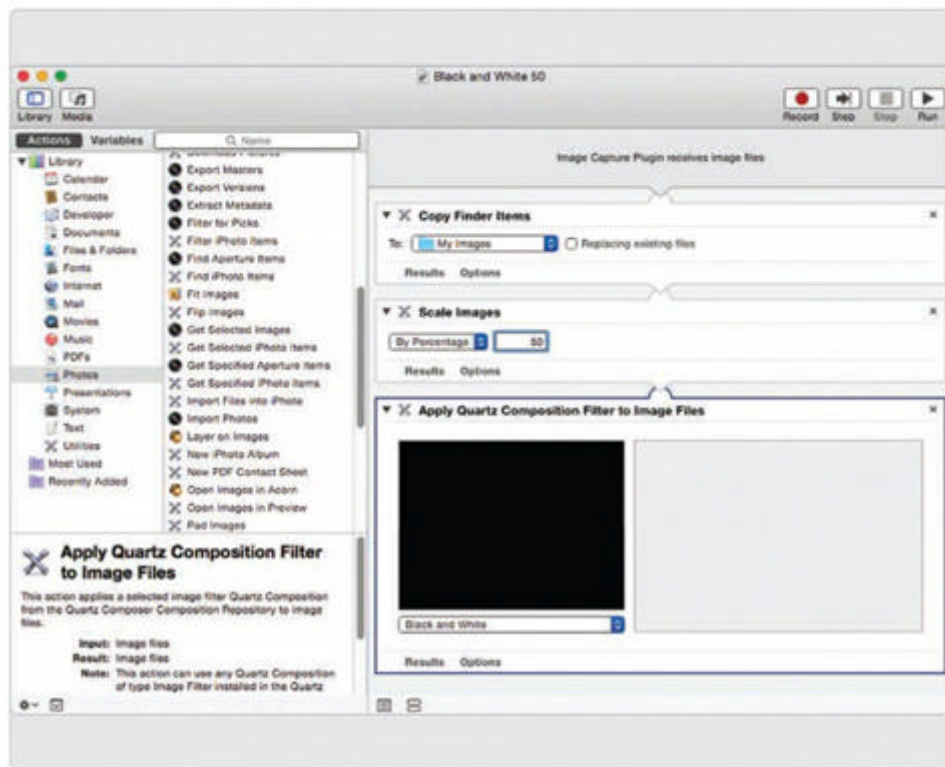 Black and White 50
Library Media
Record Step Stop Run
Actions Variables
Name
Library
Calendar
Contacts
Developer
Documents
Files & Folders
Fonts
Internet
Mail
Movies
Music
PDFs
Photos
Presentations
System
Text
Utilities
Most Used
Recently Added
Export Masters
Export Versions
Extract Metadata
Filter for Picks
Filter iPhoto Items
Find Aperture Items
Find iPhoto Items
Fit Images
Flip Images
Get Selected Images
Get Selected iPhoto Items
Get Specified Aperture Items
Get Specified iPhoto Items
Import Files into iPhoto
Import Photos
Layer on Images
New iPhoto Album
New PDF Contact Sheet
Open Images in Acorn
Open Images in Preview
Pad Images
Apply Quartz Composition Filter
to Image Files
This action applies a selected image filter Quartz Composition
from the Quartz Composer Composition Repository to image
files.
Input: Image files
Result: Image files
Note: This action can use any Quartz Composition
of type Image Filter installed in the Quartz
Image Capture Plugin receives image files
Copy Finder Items
To: My Images Replacing existing files
Results Options
Scale Images
By Percentage 50
Results Options
Apply Quartz Composition Filter to Image Files
Black and White
Results Options